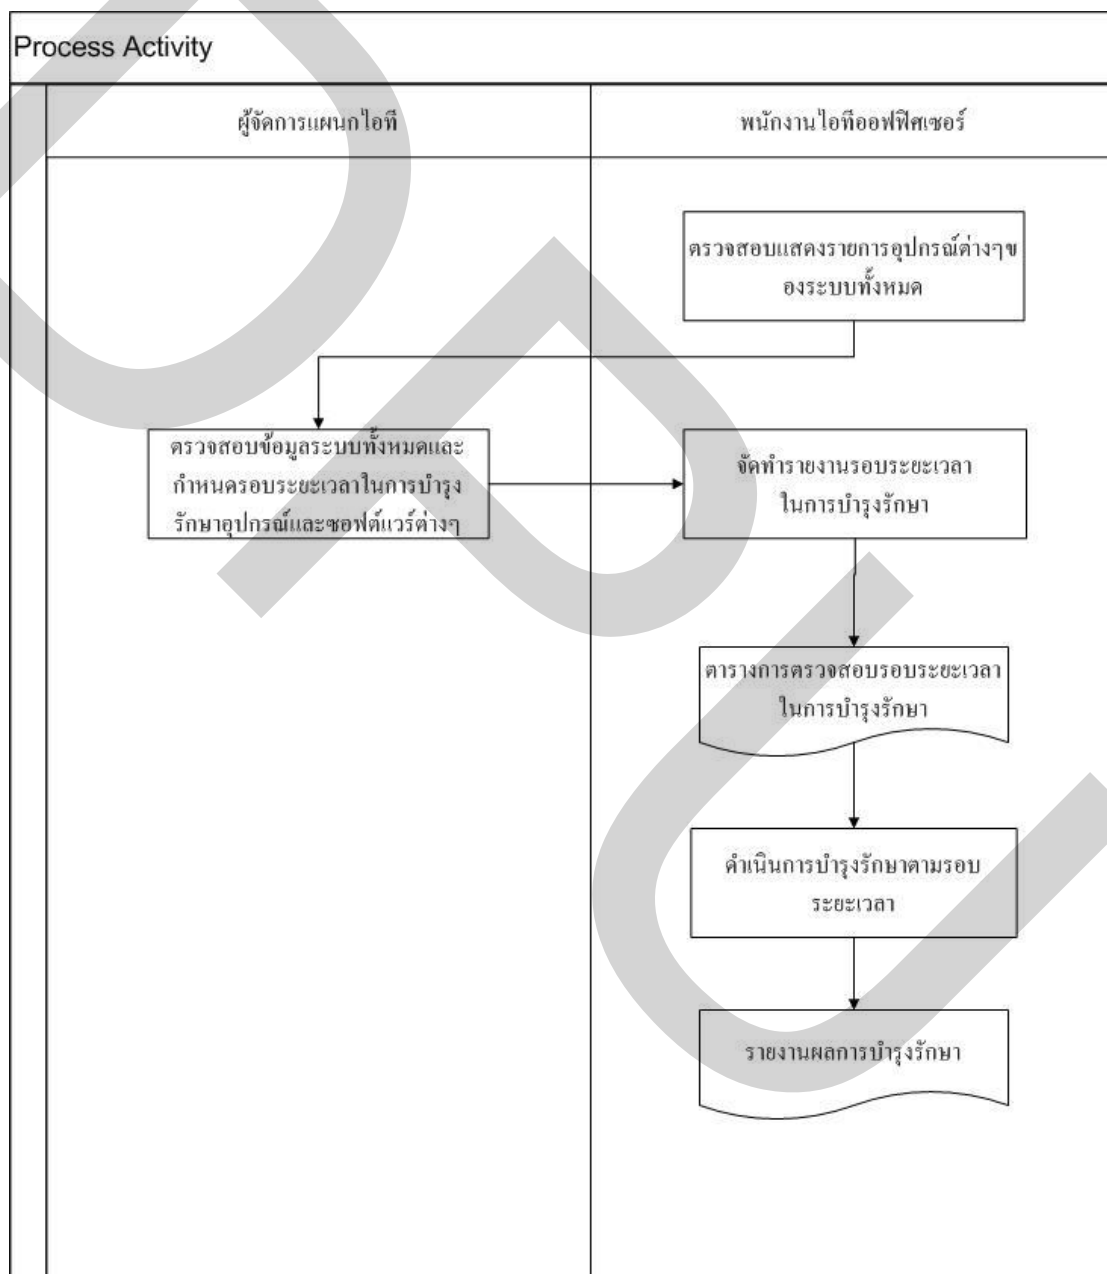 Process Activity
ผู้จัดการแผนกไอที
พนักงานไอทีออฟฟิศเซอร์
ตรวจสอบแสดงรายการอุปกรณ์ต่างๆข
องระบบทั้งหมด
ตรวจสอบข้อมูลระบบทั้งหมดและ
กำหนดรอบระยะเวลาในการบำรุง
รักษาอุปกรณ์และซอฟต์แวร์ต่างๆ
จัดทำรายงานรอบระยะเวลา
ในการบำรุงรักษา
ตารางการตรวจสอบรอบระยะเวลา
ในการบำรุงรักษา
ดำเนินการบำรุงรักษาตามรอบ
ระยะเวลา
รายงานผลการบำรุงรักษา
DPU